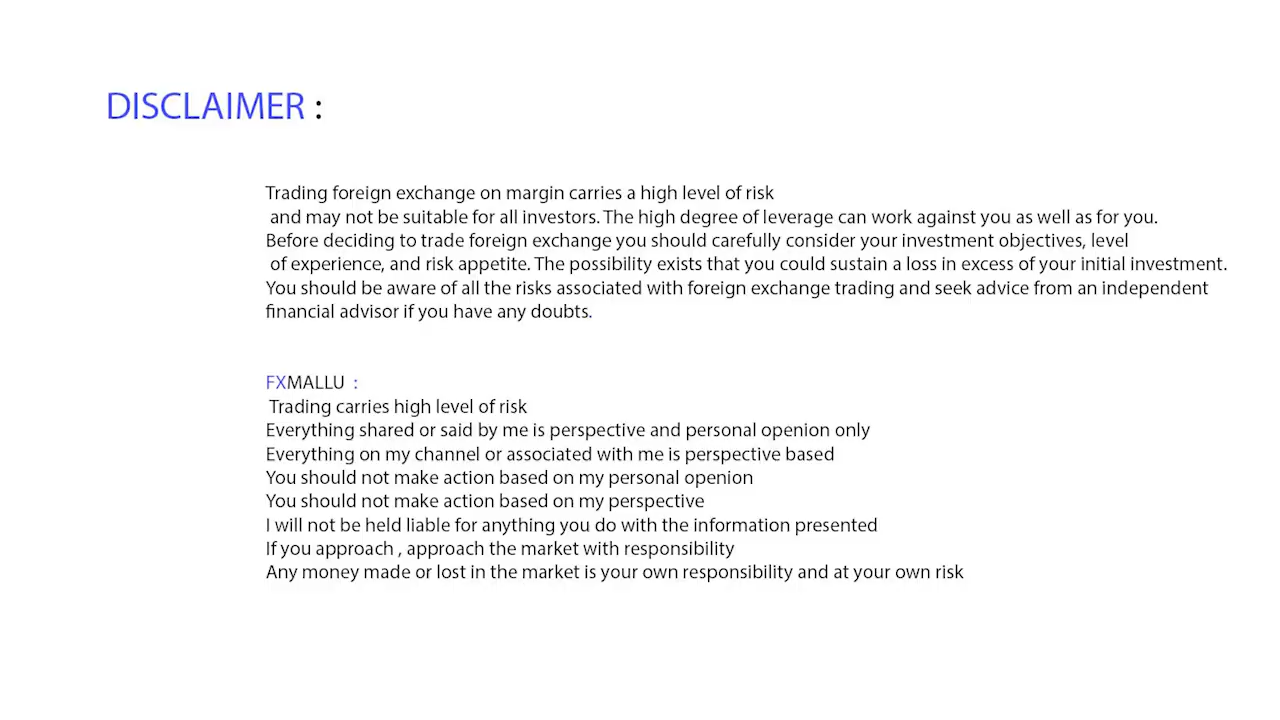 DISCLAIMER :
Trading foreign exchange on margin carries a high level of risk
and may not be suitable for all investors. The high degree of leverage can work against you as well as for you.
Before deciding to trade foreign exchange you should carefully consider your investment objectives, level
of experience, and risk appetite. The possibility exists that you could sustain a loss in excess of your initial investment.
You should be aware of all the risks associated with foreign exchange trading and seek advice from an independent
financial advisor if you have any doubts.
FXMALLU :
Trading carries high level of risk
Everything shared or said by me is perspective and personal openion only
Everything on my channel or associated with me is perspective based
You should not make action based on my personal openion
You should not make action based on my perspective
I will not be held liable for anything you do with the information presented
If you approach , approach the market with responsibility
Any money made or lost in the market is your own responsibility and at your own risk